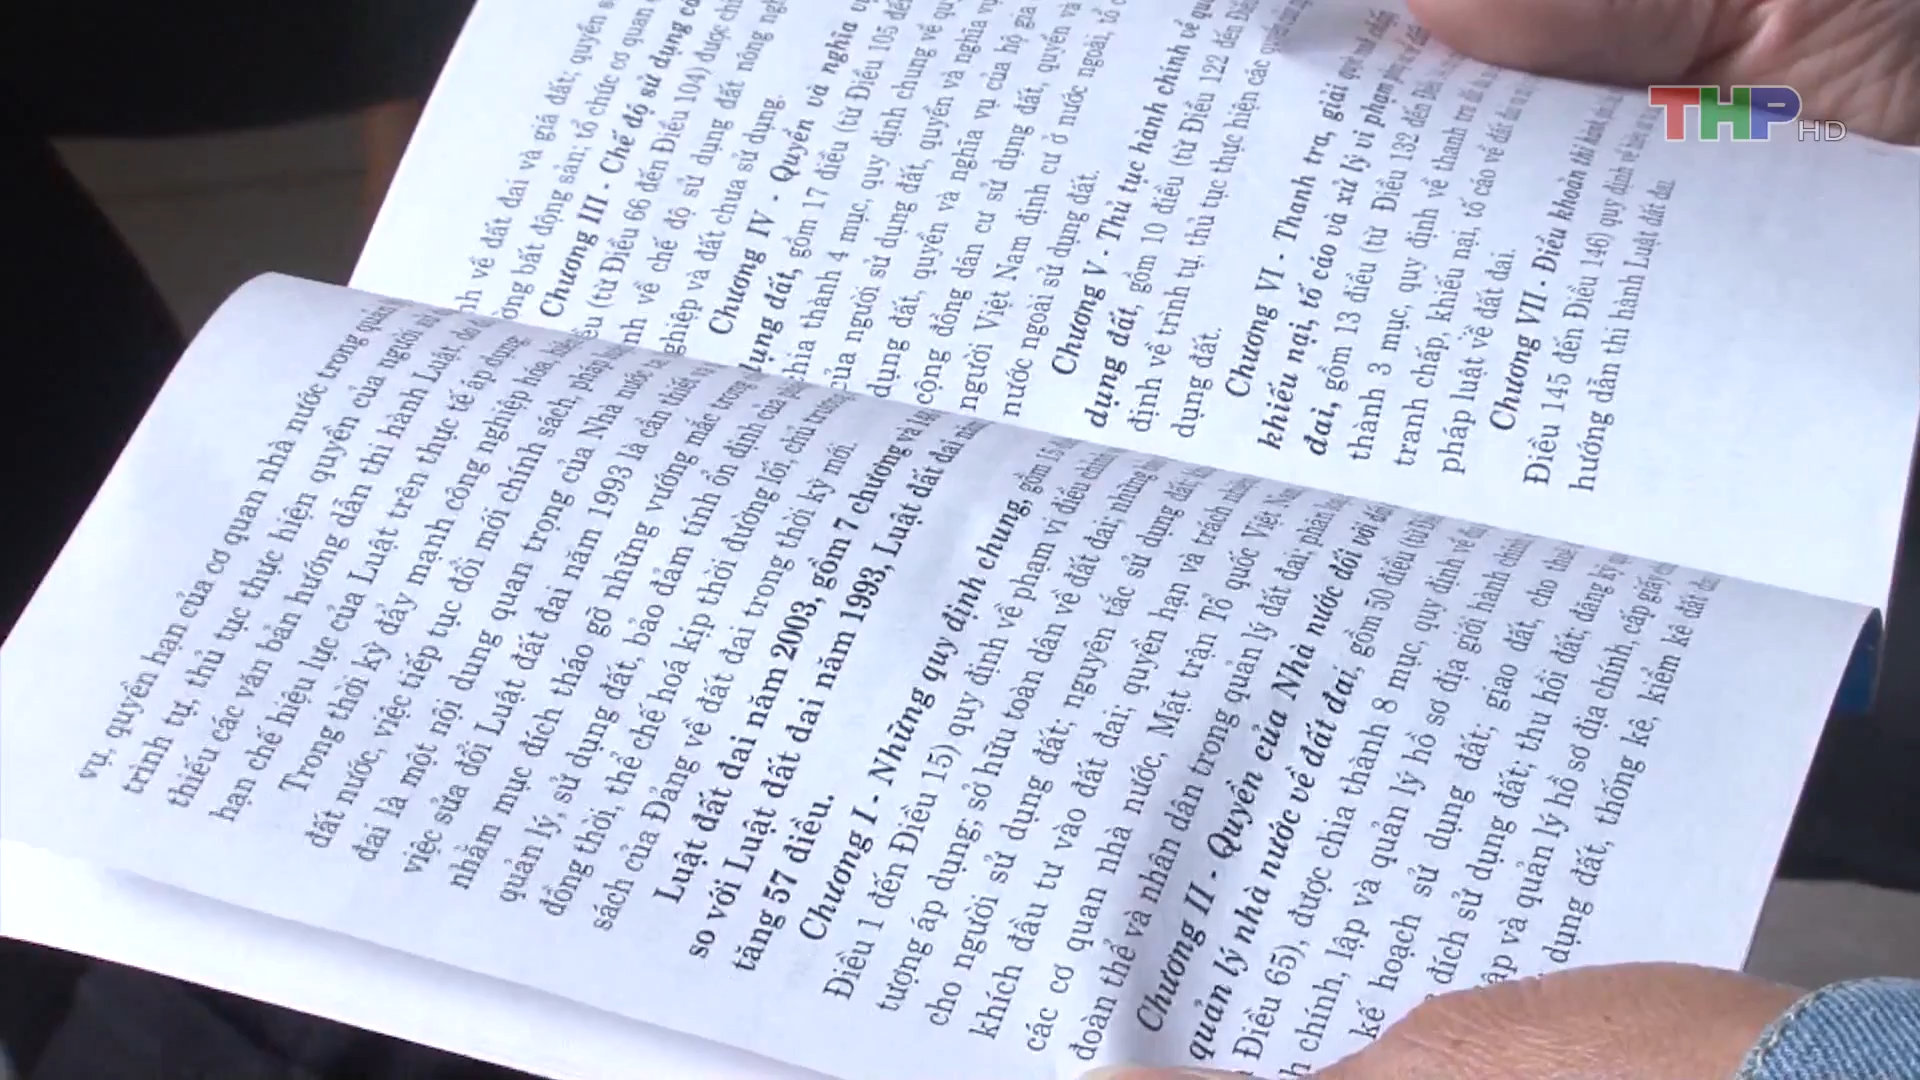 vụ, quyền hạn của cơ quan nhà nước trong quản
trình tự, thủ tục thực hiện quyền của người
thiếu các văn bản hướng dẫn thi hành Luật, do
hạn chế hiệu lực của Luật trên thực tế áp dụng.
Trong thời kỳ đẩy mạnh công nghiệp hóa,
đất nước, việc tiếp tục đổi mới chính sách, pháp
đai là một nội dung quan trọng của Nhà nước ta
việc sửa đổi Luật đất đai năm 1993 là cần thiết
nhằm mục đích tháo gỡ những vướng mắc trong
quản lý, sử dụng đất, bảo đảm tính ổn định của
đồng thời, thể chế hoá kịp thời đường lối, chủ trương
sách của Đảng về đất đai trong thời kỳ mới.
Luật đất đai năm 2003, gồm 7 chương và
so với Luật đất đai năm 1993, Luật đất đai
tăng 57 điều.
Chương I - Những quy định chung, gồm 15
Điều 1 đến Điều 15) quy định về phạm vi điều chỉnh
tượng áp dụng; sở hữu toàn dân về đất đai; những
cho người sử dụng đất; nguyên tắc sử dụng đất;
khích đầu tư vào đất đai; quyền hạn và trách nhiệm
các cơ quan nhà nước, Mặt trận Tổ quốc Việt Nam
đoàn thể và nhân dân trong quản lý đất đai; phân
Chương II - Quyền của Nhà nước đối với đất
quản lý nhà nước về đất đai, gồm 50 điều (từ
Điều 65), được chia thành 8 mục, quy định về
chính, lập và quản lý hồ sơ địa giới hành chính
kế hoạch sử dụng đất; giao đất, cho thuê
đích sử dụng đất; thu hồi đất; đăng ký
lập và quản lý hồ sơ địa chính, cấp giấy
dụng đất, thống kê, kiểm kê đất
về đất đai và giá đất; quyền
bất động sản; tổ chức cơ quan
Chương III - Chế độ sử dụng
(từ Điều 66 đến Điều 104) được
về chế độ sử dụng đất nông
nghiệp và đất chưa sử dụng.
Chương IV - Quyền và nghĩa
dụng đất, gồm 17 điều (từ Điều 105 đến
chia thành 4 mục, quy định chung về
của người sử dụng đất, quyền và nghĩa
dụng đất, quyền và nghĩa vụ của hộ gia
cộng đồng dân cư sử dụng đất, quyền và
người Việt Nam định cư ở nước ngoài, tổ
nước ngoài sử dụng đất.
Chương V - Thủ tục hành chính về
dụng đất, gồm 10 điều (từ Điều 122 đến
định về trình tự, thủ tục thực hiện các
dụng đất.
Chương VI - Thanh tra, giải
khiếu nại, tố cáo và xử lý vi phạm
đai, gồm 13 điều (từ Điều 132 đến
thành 3 mục, quy định về thanh tra
tranh chấp, khiếu nại, tố cáo về đất
pháp luật về đất đai.
Chương VII - Điều khoản thi hành
Điều 145 đến Điều 146) quy định về
hướng dẫn thi hành Luật đất đai.
THP HD